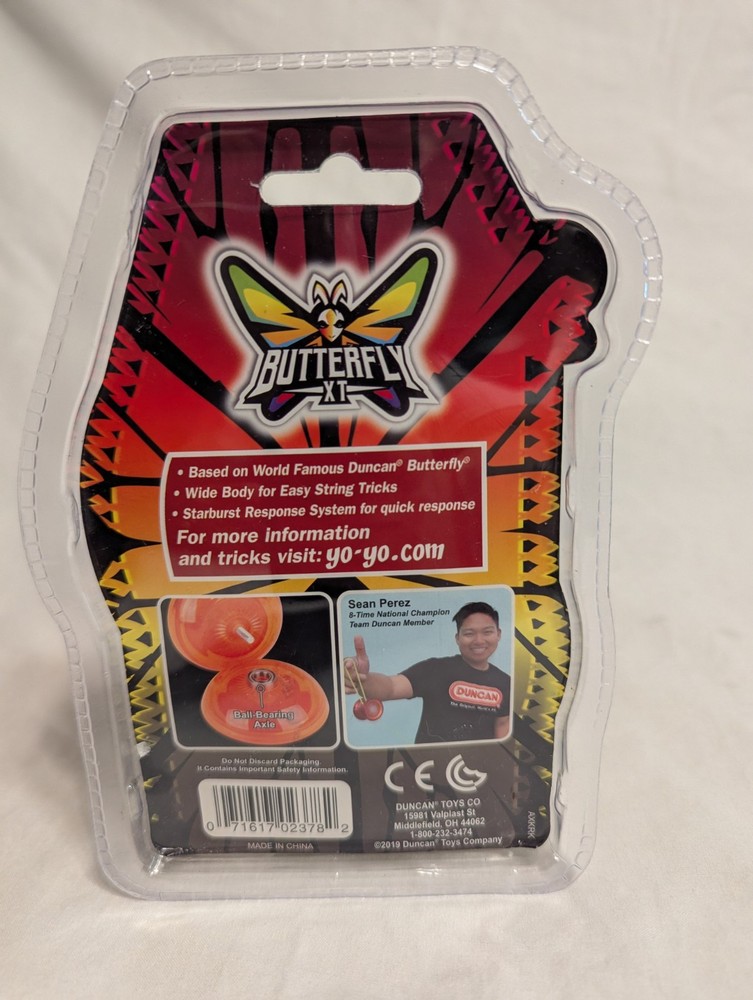 BUTTERFLY
XT
• Based on World Famous Duncan® Butterfly®
• Wide Body for Easy String Tricks
• Starburst Response System for quick response
For more information
and tricks visit: yo-yo.com
Sean Perez
8-Time National Champion
Team Duncan Member
DUNCAN
Ball-Bearing
Axle
Do Not Discard Packaging
It Contains Important Safety Information.
CE
0 71617 02378 2
MADE IN CHINA
DUNCAN® TOYS CO
15981 Valplast St
Middlefield, OH 44062
1-800-232-3474
©2019 Duncan® Toys Company